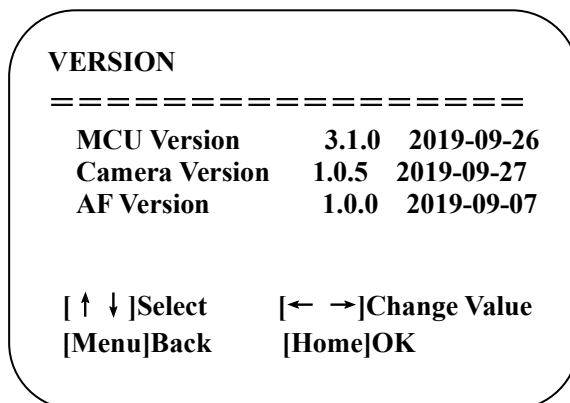 VERSION
=================
MCU Version 3.1.0 2019-09-26
Camera Version 1.0.5 2019-09-27
AF Version 1.0.0 2019-09-07
[↑ ↓]Select [← →]Change Value
[Menu]Back [Home]OK